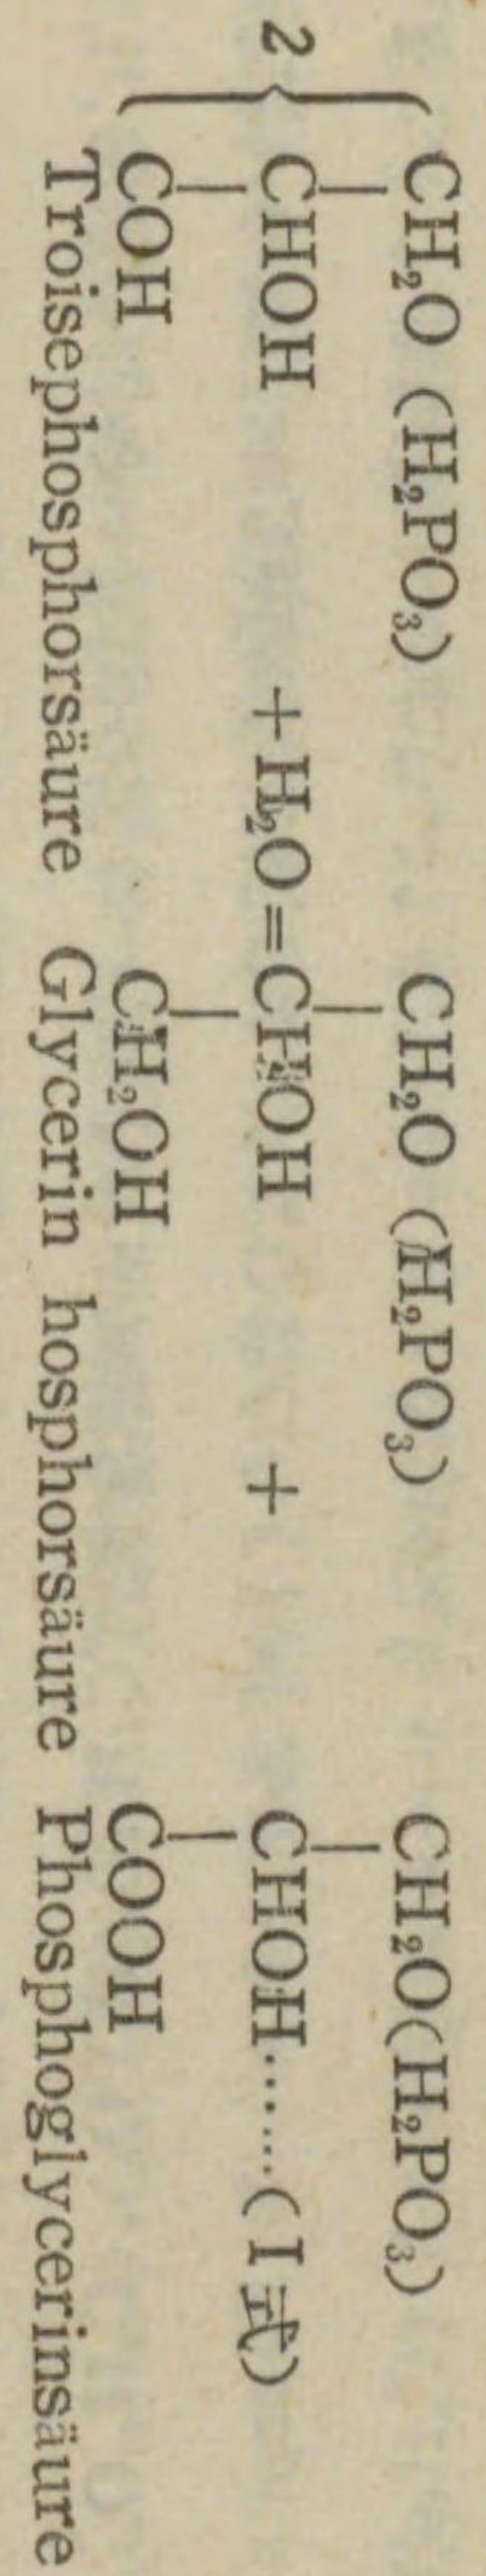 CH₂O (H₂PO₃) CH₂O (H₂PO₃) CH₂O(H₂PO₃)
2 { CHOH +H₂O=CHOH + CHOH······(I式)
COH CH₂OH COOH
Troisephosphorsäure Glycerin hosphorsäure Phosphoglycerinsäure